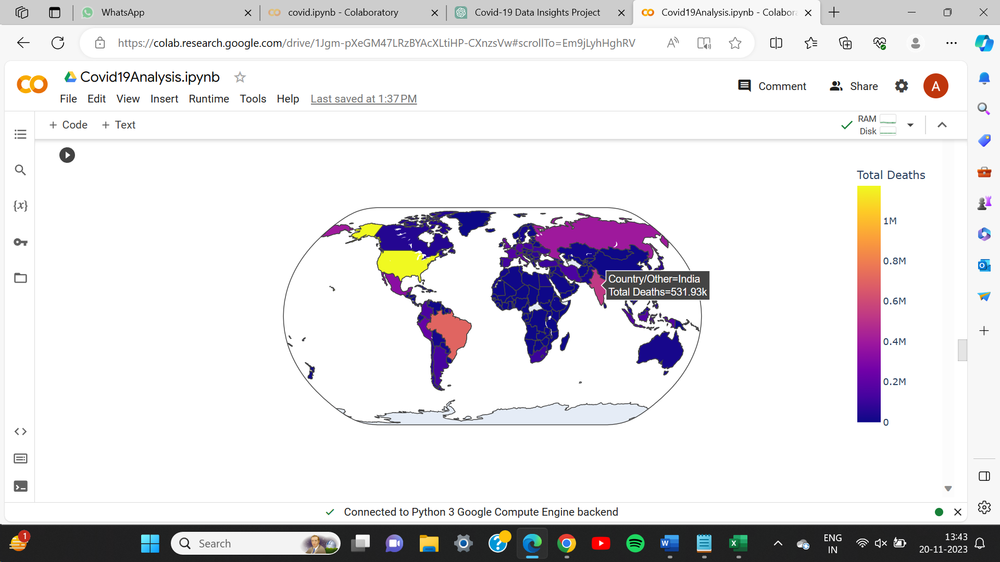 WhatsApp
covid.ipynb - Colaboratory
Covid-19 Data Insights Project
Covid19Analysis.ipynb - Colabor
https://colab.research.google.com/drive/1Jgm-pXeGM47LRzBYAcXLtiHP-CXnzsVw#scrollTo=Em9jLyhHghRV
Covid19Analysis.ipynb
Comment
Share
A
File Edit View Insert Runtime Tools Help Last saved at 1:37 PM
+ Code + Text
RAM
Disk
{x}
Total Deaths
1M
0.8M
0.6M
0.4M
0.2M
0
Country/Other=India
Total Deaths=531.93k
Connected to Python 3 Google Compute Engine backend
1
Search
ENG
IN
13:43
20-11-2023